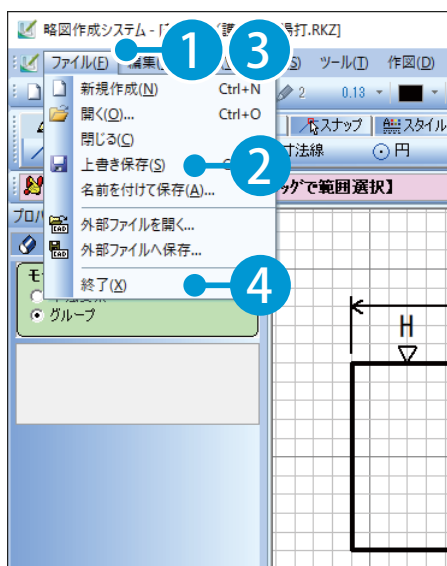 略図作成システム - [
湯打.RKZ]
ファイル(F) 編集( 1 3 S) ツール(T) 作図(D)
新規作成(N) Ctrl+N
2 0.13
開く(O)... Ctrl+O
閉じる(C)
スナップ スタイル
上書き保存(S) 2
寸法線 円
名前を付けて保存(A)...
グで範囲選択】
プロパ
外部ファイルを開く...
外部ファイルへ保存...
モ
終了(X) 4
グループ
H